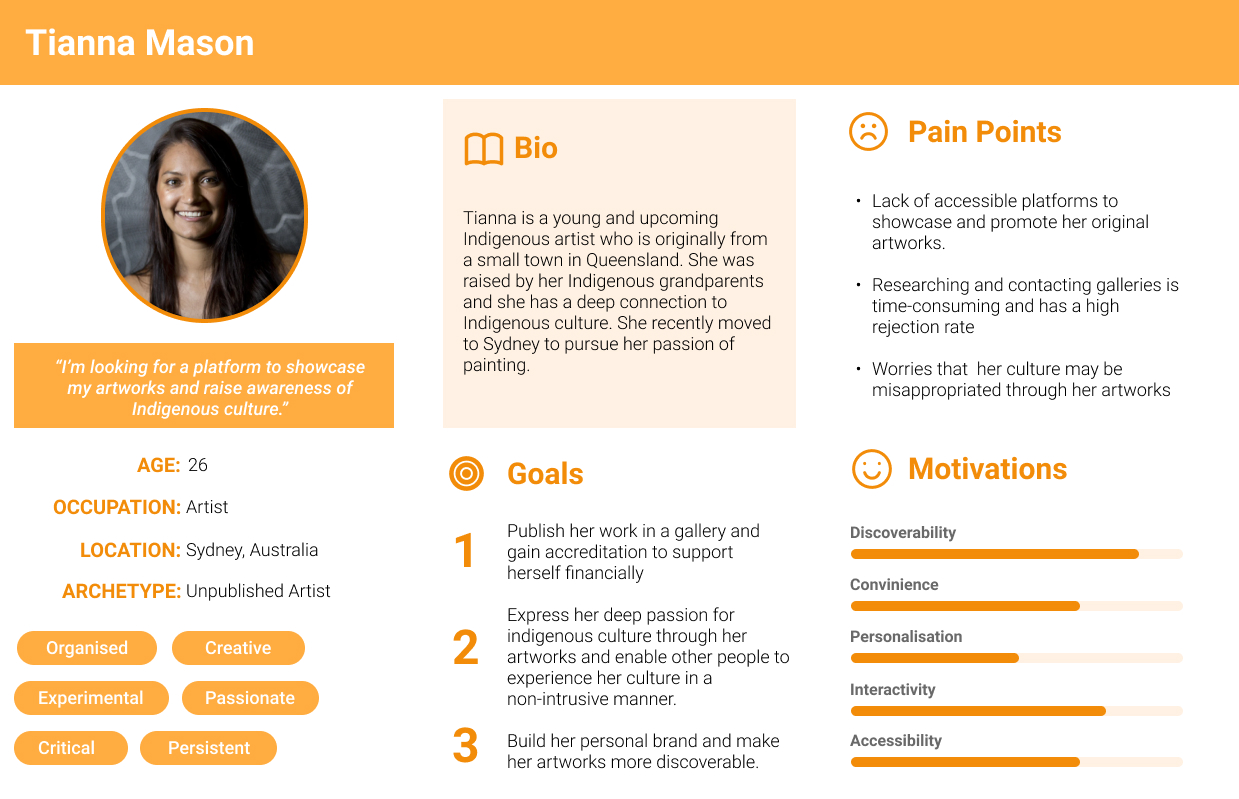 Tianna Mason
“I’m looking for a platform to showcase
my artworks and raise awareness of
Indigenous culture.”
AGE: 26
OCCUPATION: Artist
LOCATION: Sydney, Australia
ARCHETYPE: Unpublished Artist
Organised Creative
Experimental Passionate
Critical Persistent
Bio
Tianna is a young and upcoming
Indigenous artist who is originally from
a small town in Queensland. She was
raised by her Indigenous grandparents
and she has a deep connection to
Indigenous culture. She recently moved
to Sydney to pursue her passion of
painting.
Goals
1
Publish her work in a gallery and
gain accreditation to support
herself financially
2
Express her deep passion for
indigenous culture through her
artworks and enable other people to
experience her culture in a
non-intrusive manner.
3
Build her personal brand and make
her artworks more discoverable.
Pain Points
• Lack of accessible platforms to
showcase and promote her original
artworks.
• Researching and contacting galleries is
time-consuming and has a high
rejection rate
• Worries that  her culture may be
misappropriated through her artworks
Motivations
Discoverability
Convinience
Personalisation
Interactivity
Accessibility